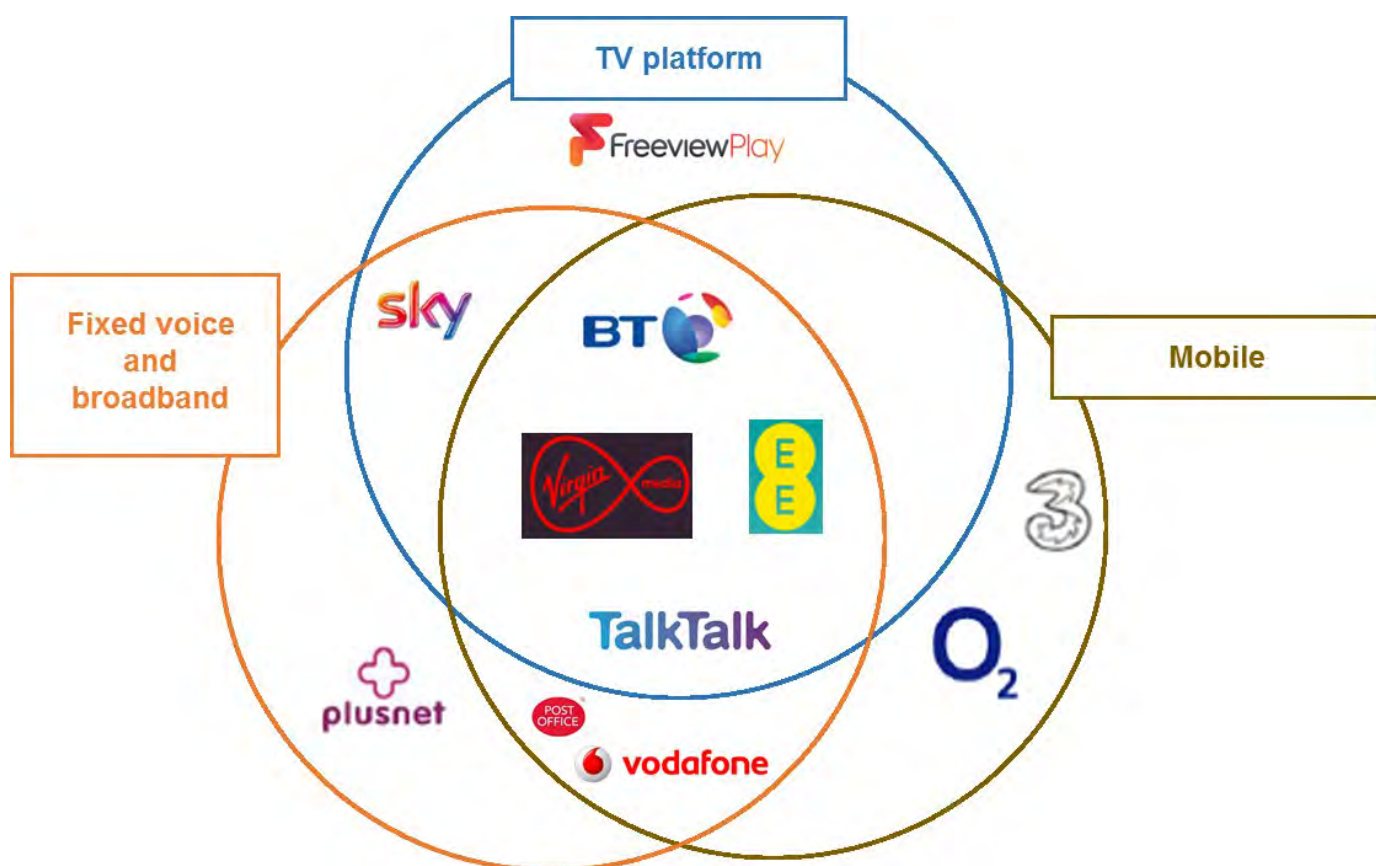 TV platform
FreeviewPlay
sky
BT
Fixed voice
and
broadband
Mobile
Virgin
media
E
E
3
TalkTalk
O2
plusnet
POST
OFFICE
vodafone